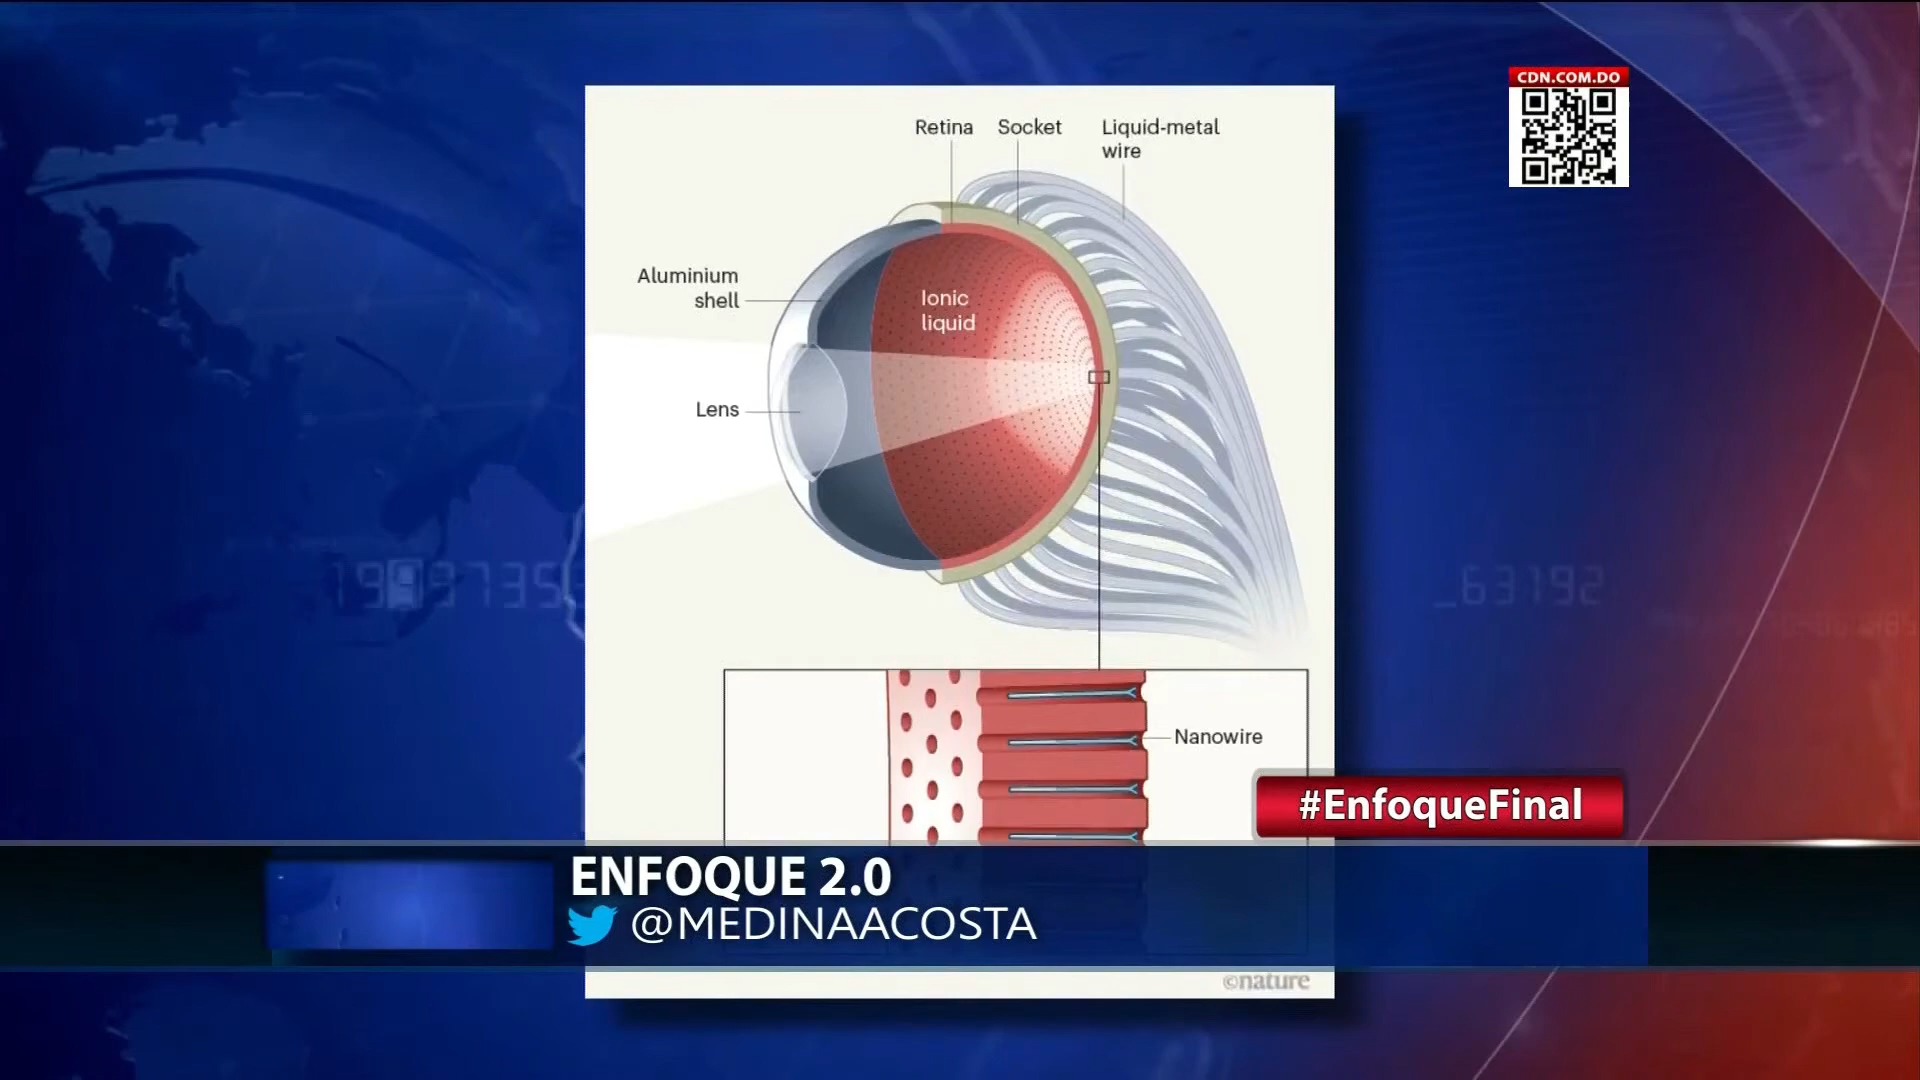 CDN.COM.DO
Retina
Socket
Liquid-metal
wire
Aluminium
shell
Ionic
liquid
Lens
Nanowire
#EnfoqueFinal
ENFOQUE 2.0
@MEDINAACOSTA
©nature
_63192